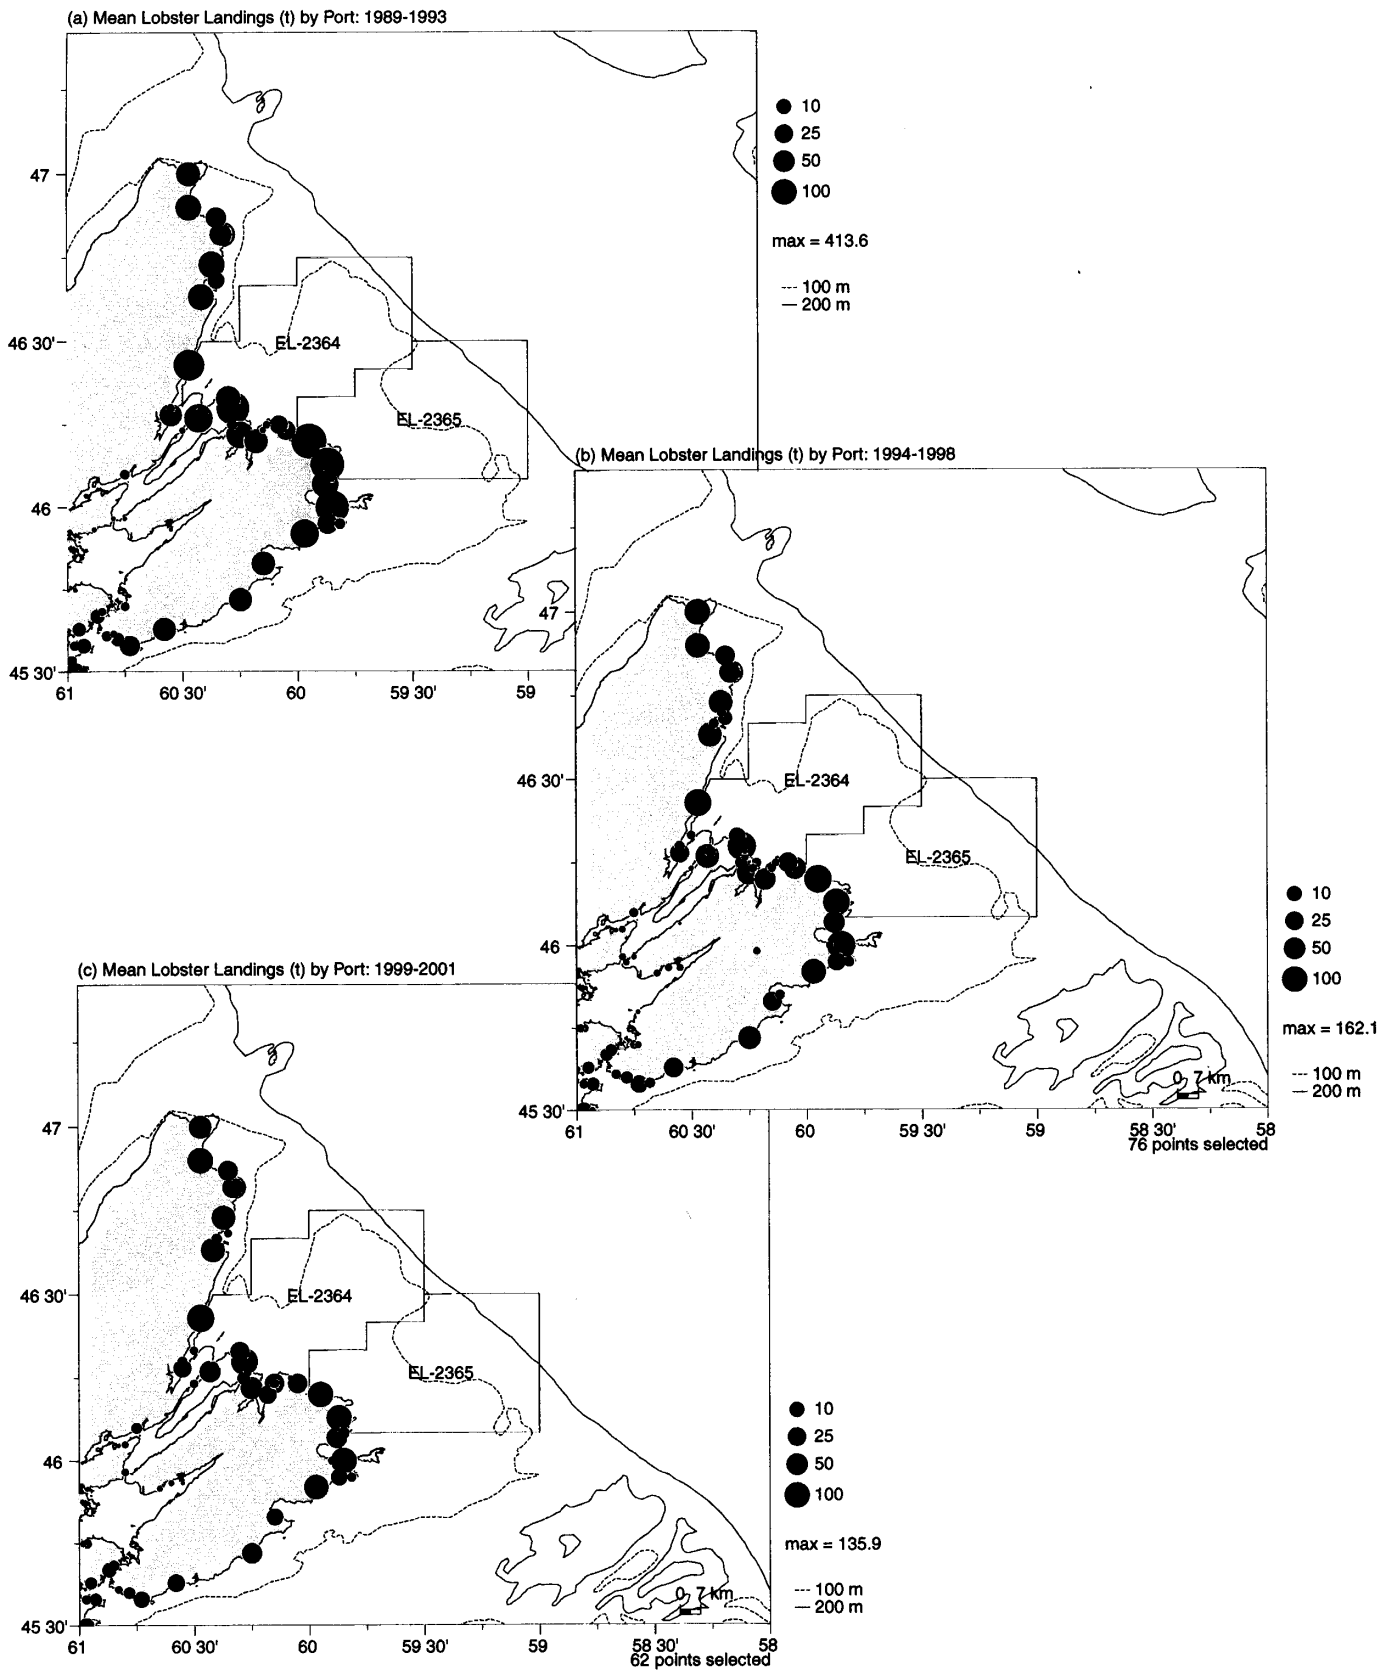 (a) Mean Lobster Landings (t) by Port: 1989-1993
10
25
50
100
max = 413.6
100 m
200 m
47
46 30'
46
45 30'
EL-2364
EL-2365
61
60 30'
60
59 30'
59
(b) Mean Lobster Landings (t) by Port: 1994-1998
47
46 30'
46
45 30'
EL-2364
EL-2365
10
25
50
100
max = 162.1
100 m
200 m
0 7 km
61
60 30'
60
59 30'
59
58 30'
58
76 points selected
(c) Mean Lobster Landings (t) by Port: 1999-2001
47
46 30'
46
45 30'
EL-2364
EL-2365
10
25
50
100
max = 135.9
100 m
200 m
0 7 km
61
60 30'
60
59 30'
59
58 30'
58
62 points selected